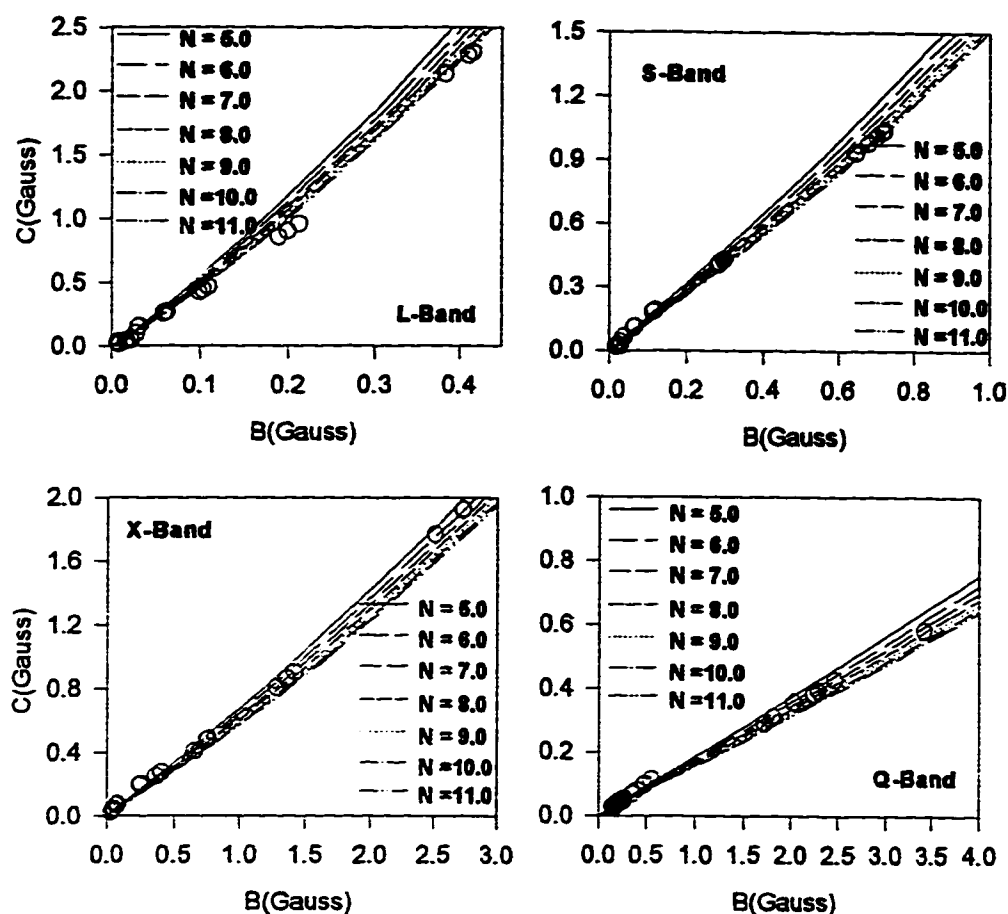 2.5
2.0
1.5
1.0
0.5
0.0
C(Gauss)
N = 5.0
N = 6.0
N = 7.0
N = 8.0
N = 9.0
N =10.0
N =11.0
L-Band
0.0 0.1 0.2 0.3 0.4
B(Gauss)
1.5
1.2
0.9
0.6
0.3
0.0
S-Band
N = 5.0
N = 6.0
N = 7.0
N = 8.0
N = 9.0
N = 10.0
N = 11.0
0.0 0.2 0.4 0.6 0.8 1.0
B(Gauss)
2.0
1.6
1.2
0.8
0.4
0.0
C(Gauss)
X-Band
N = 5.0
N = 6.0
N = 7.0
N = 8.0
N = 9.0
N = 10.0
N = 11.0
0.0 0.5 1.0 1.5 2.0 2.5 3.0
B(Gauss)
1.0
0.8
0.6
0.4
0.2
0.0
N = 5.0
N = 6.0
N = 7.0
N = 8.0
N = 9.0
N = 10.0
N = 11.0
Q-Band
0.0 0.5 1.0 1.5 2.0 2.5 3.0 3.5 4.0
B(Gauss)